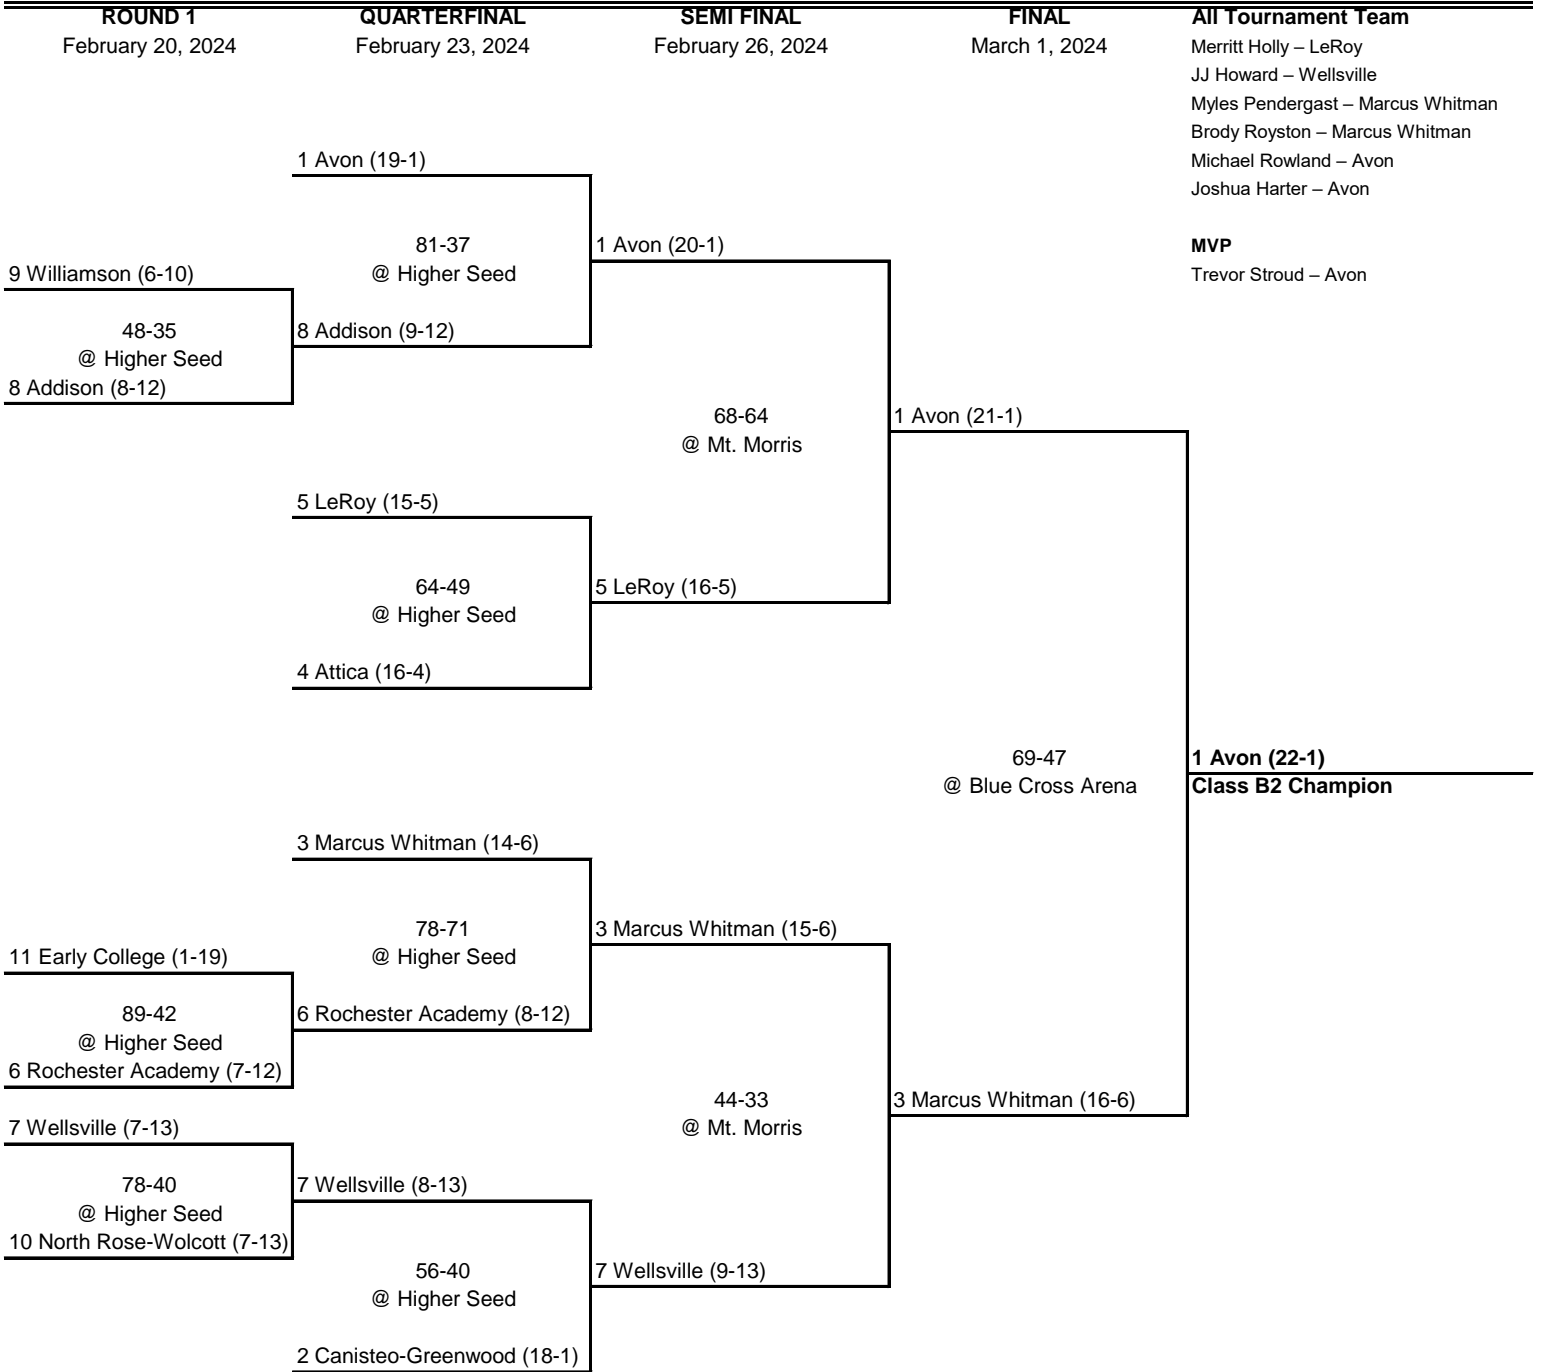 ROUND 1
February 20, 2024
QUARTERFINAL
February 23, 2024
SEMI FINAL
February 26, 2024
FINAL
March 1, 2024
All Tournament Team
Merritt Holly – LeRoy
JJ Howard – Wellsville
Myles Pendergast – Marcus Whitman
Brody Royston – Marcus Whitman
Michael Rowland – Avon
Joshua Harter – Avon
MVP
Trevor Stroud – Avon
9 Williamson (6-10)
48-35
@ Higher Seed
8 Addison (8-12)
11 Early College (1-19)
89-42
@ Higher Seed
6 Rochester Academy (7-12)
7 Wellsville (7-13)
78-40
@ Higher Seed
10 North Rose-Wolcott (7-13)
1 Avon (19-1)
81-37
@ Higher Seed
8 Addison (9-12)
5 LeRoy (15-5)
64-49
@ Higher Seed
4 Attica (16-4)
3 Marcus Whitman (14-6)
78-71
@ Higher Seed
6 Rochester Academy (8-12)
7 Wellsville (8-13)
56-40
@ Higher Seed
2 Canisteo-Greenwood (18-1)
1 Avon (20-1)
68-64
@ Mt. Morris
5 LeRoy (16-5)
3 Marcus Whitman (15-6)
44-33
@ Mt. Morris
7 Wellsville (9-13)
1 Avon (21-1)
69-47
@ Blue Cross Arena
3 Marcus Whitman (16-6)
1 Avon (22-1)
Class B2 Champion